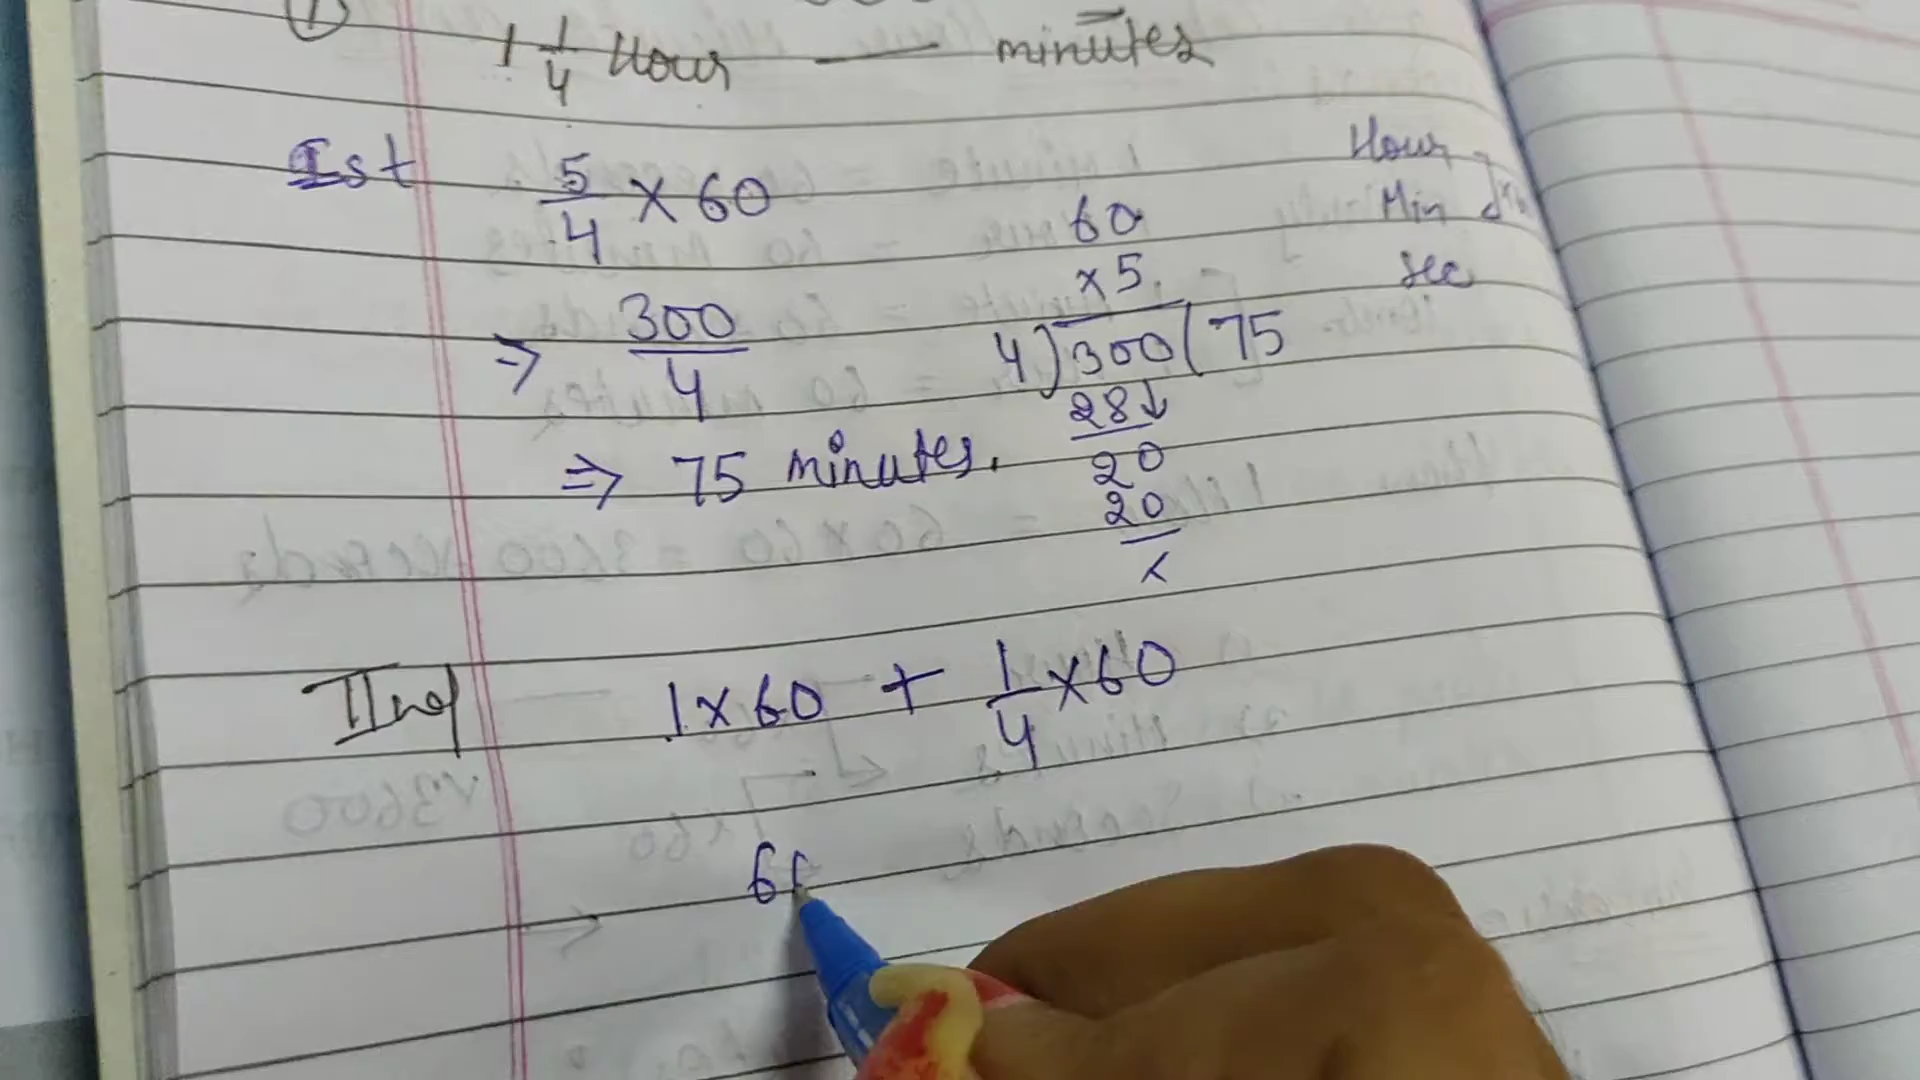 1
1 1/4 Hour — minutes
Ist 5/4 × 60
⇒ 300/4
⇒ 75 minutes.
60
×5
4)300(75
28↓
20
20
×
Hour
Min
sec
IInd 1×60 + 1/4×60
60